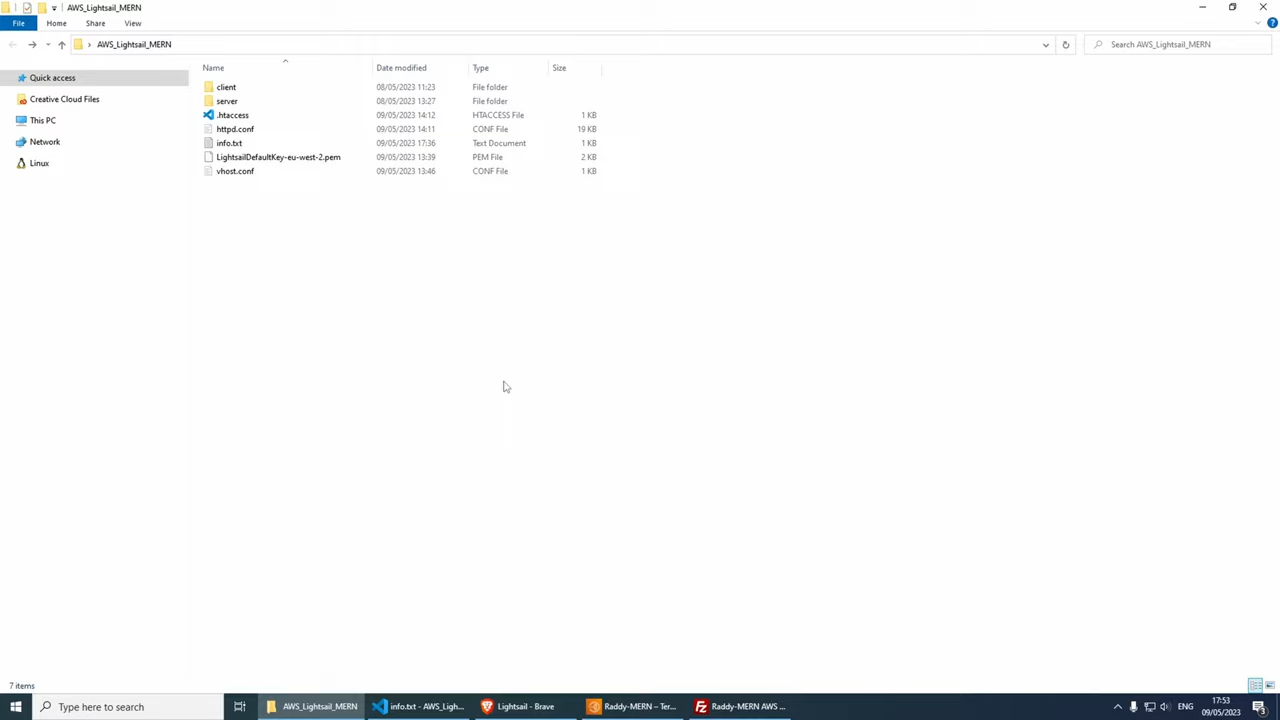 AWS_Lightsail_MERN
File Home Share View
AWS_Lightsail_MERN
Search AWS_Lightsail_MERN
Name Date modified Type Size
Quick access
Creative Cloud Files
This PC
Network
Linux
client 08/05/2023 11:23 File folder
server 08/05/2023 13:27 File folder
.htaccess 09/05/2023 14:12 HTACCESS File 1 KB
httpd.conf 09/05/2023 14:11 CONF File 19 KB
info.txt 09/05/2023 17:36 Text Document 1 KB
LightsailDefaultKey-eu-west-2.pem 09/05/2023 13:39 PEM File 2 KB
vhost.conf 09/05/2023 13:46 CONF File 1 KB
7 items
Type here to search
AWS_Lightsail_MERN
info.txt - AWS_Ligh...
Lightsail - Brave
Raddy-MERN – Ter...
Raddy-MERN AWS ...
ENG
17:53
09/05/2023
3